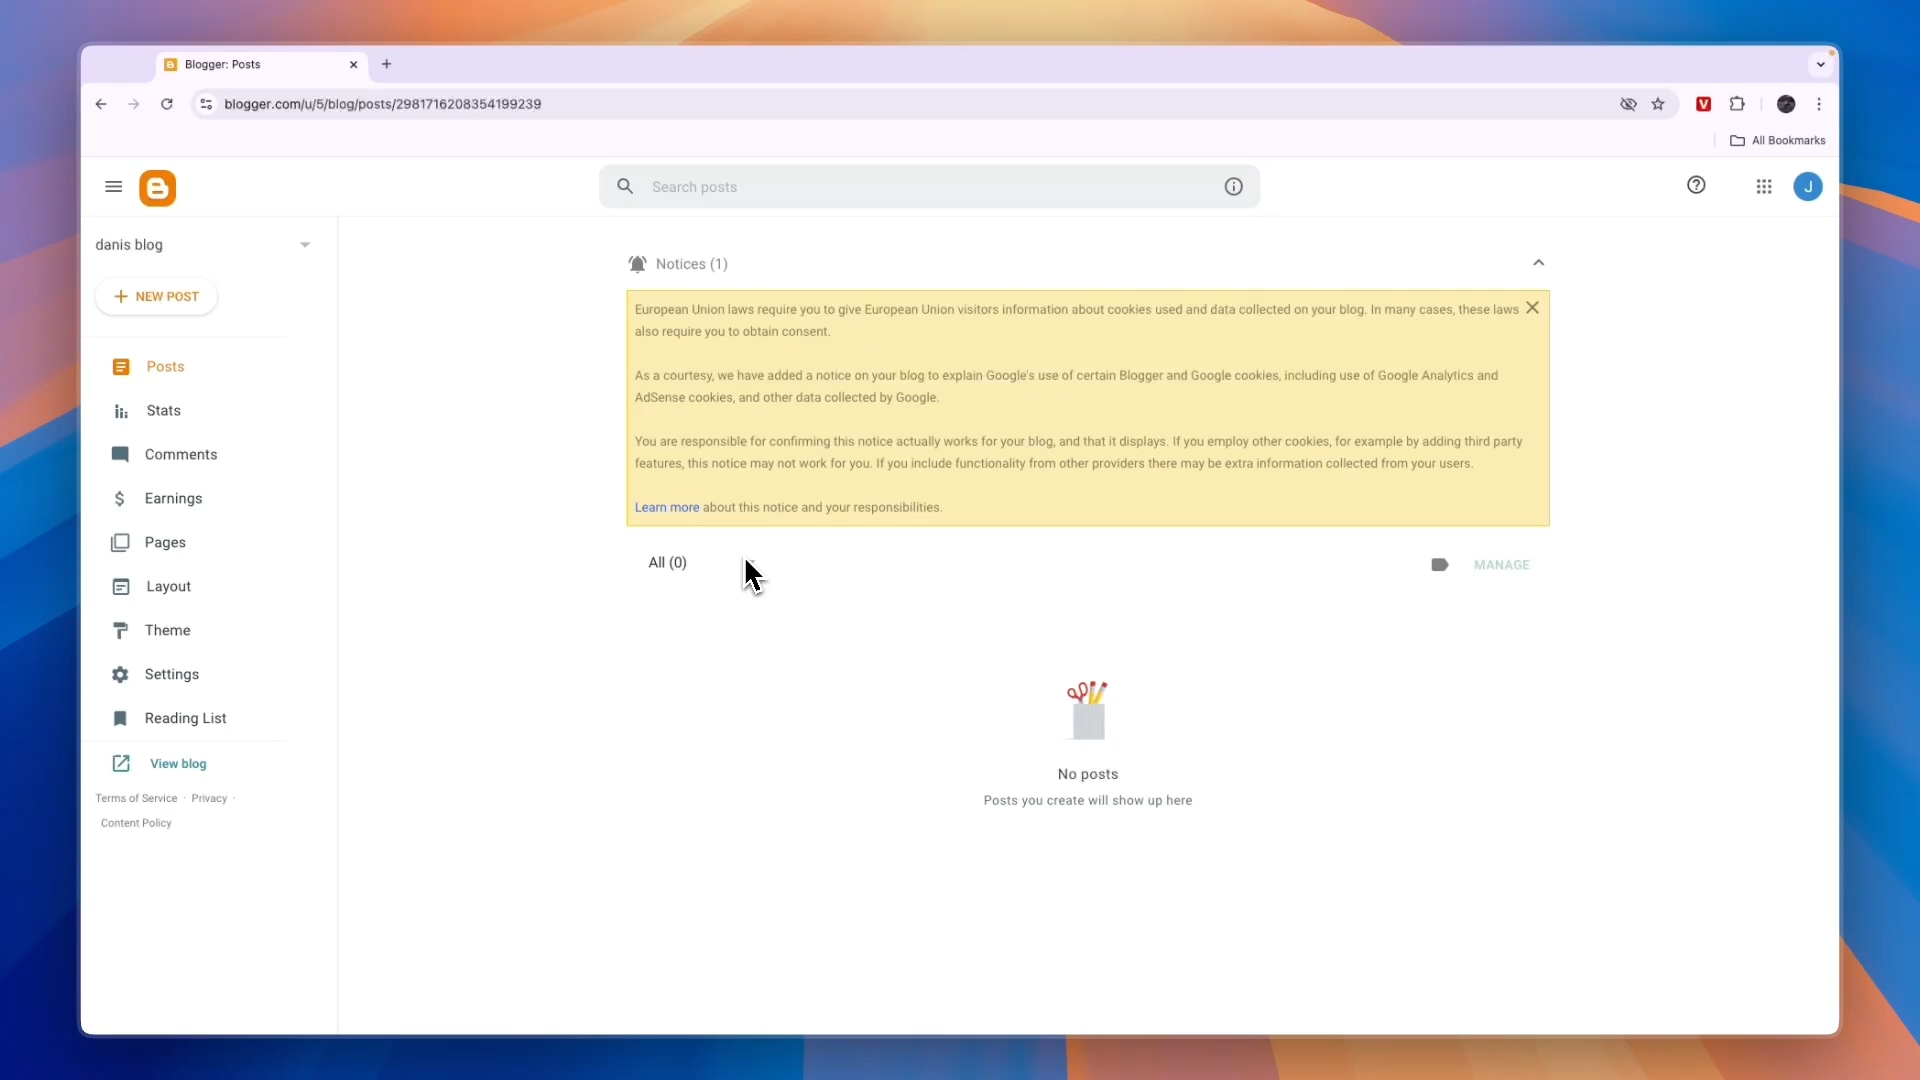 Blogger: Posts
blogger.com/u/5/blog/posts/2981716208354199239
All Bookmarks
Search posts
J
danis blog
NEW POST
Posts
Stats
Comments
Earnings
Pages
Layout
Theme
Settings
Reading List
View blog
Terms of Service · Privacy ·
Content Policy
Notices (1)
European Union laws require you to give European Union visitors information about cookies used and data collected on your blog. In many cases, these laws
also require you to obtain consent.
As a courtesy, we have added a notice on your blog to explain Google's use of certain Blogger and Google cookies, including use of Google Analytics and
AdSense cookies, and other data collected by Google.
You are responsible for confirming this notice actually works for your blog, and that it displays. If you employ other cookies, for example by adding third party
features, this notice may not work for you. If you include functionality from other providers there may be extra information collected from your users.
Learn more about this notice and your responsibilities.
All (0)
MANAGE
No posts
Posts you create will show up here